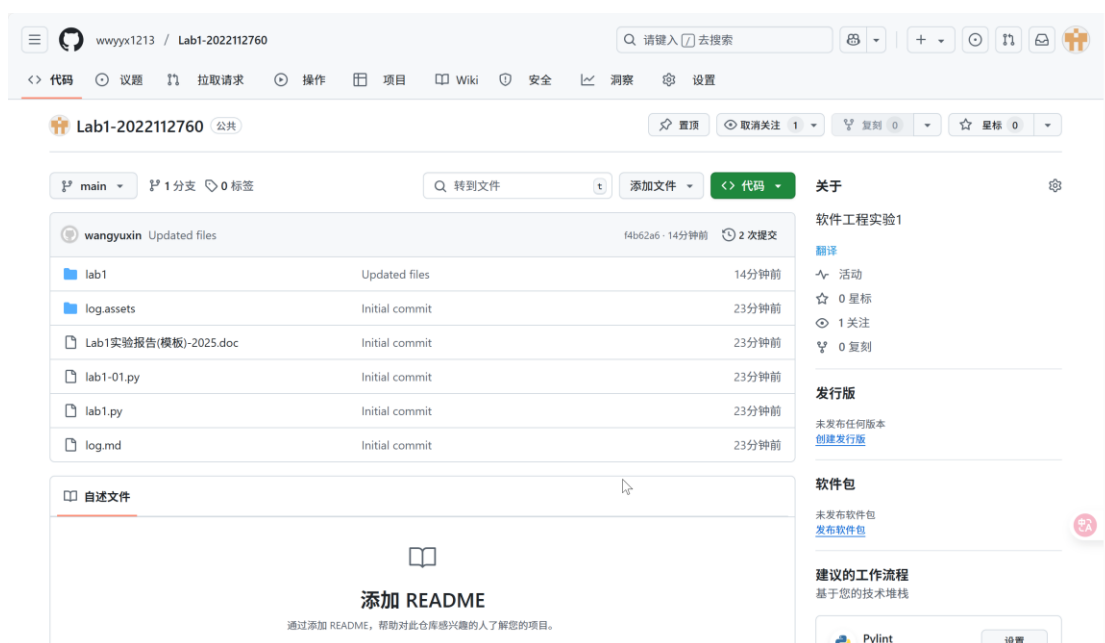 wwyyx1213 / Lab1-2022112760
请键入 / 去搜索
代码 议题 拉取请求 操作 项目 Wiki 安全 洞察 设置
Lab1-2022112760 公共
置顶 取消关注 1 复刻 0 星标 0
main 1 分支 0 标签
转到文件 t 添加文件 代码
wangyuxin Updated files f4b62a6 · 14分钟前 2 次提交
lab1 Updated files 14分钟前
log.assets Initial commit 23分钟前
Lab1实验报告(模板)-2025.doc Initial commit 23分钟前
lab1-01.py Initial commit 23分钟前
lab1.py Initial commit 23分钟前
log.md Initial commit 23分钟前
自述文件
添加 README
通过添加 README，帮助对此仓库感兴趣的人了解您的项目。
关于
软件工程实验1
翻译
活动
0 星标
1 关注
0 复刻
发行版
未发布任何版本
创建发行版
软件包
未发布软件包
发布软件包
建议的工作流程
基于您的技术堆栈
Pylint 设置